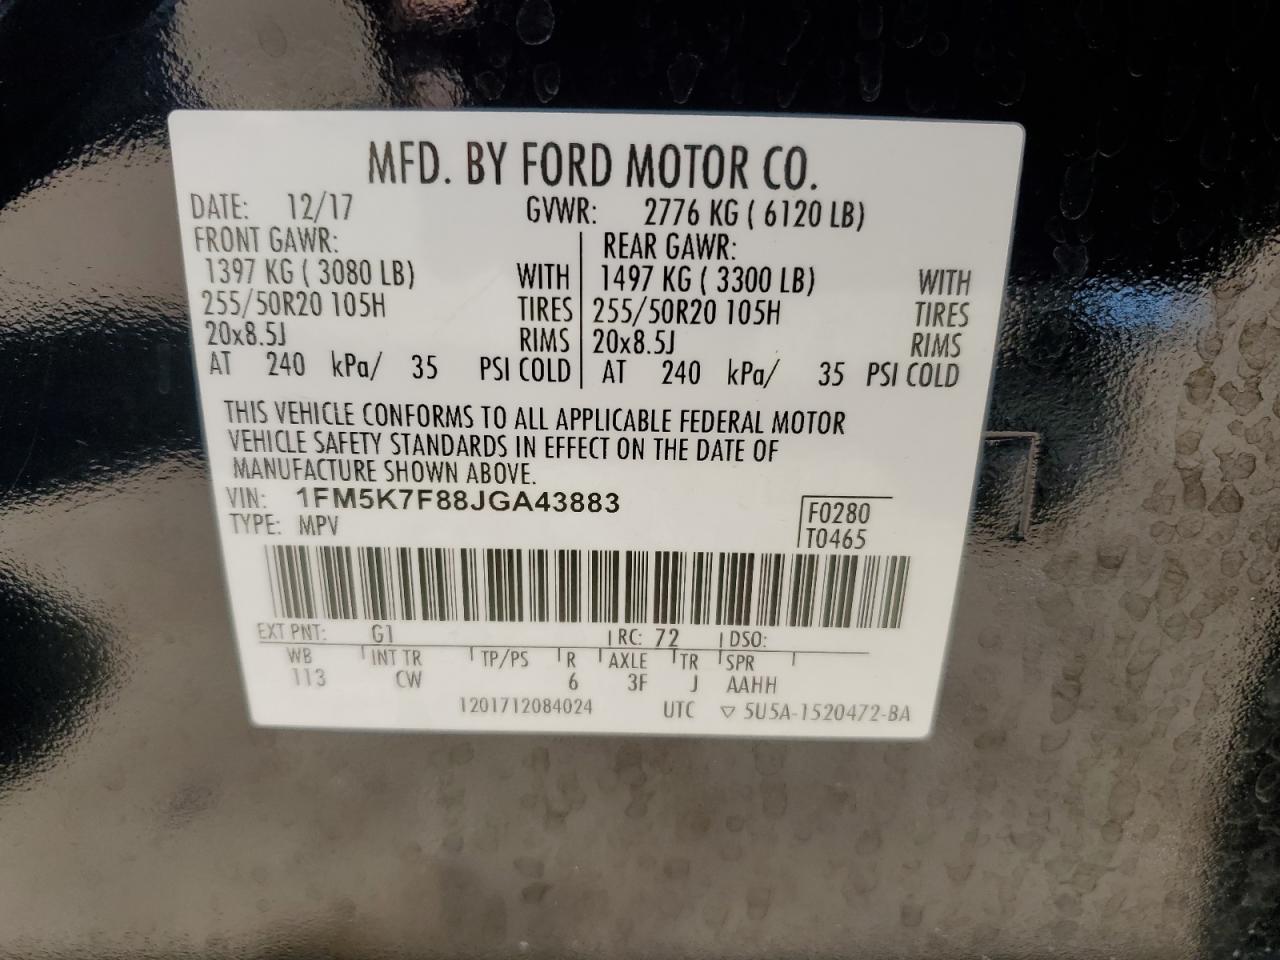 MFD. BY FORD MOTOR CO.
DATE: 12/17 GVWR: 2776 KG ( 6120 LB)
FRONT GAWR: REAR GAWR:
1397 KG ( 3080 LB) WITH 1497 KG ( 3300 LB) WITH
255/50R20 105H TIRES 255/50R20 105H TIRES
20x8.5J RIMS 20x8.5J RIMS
AT 240 kPa/ 35 PSI COLD AT 240 kPa/ 35 PSI COLD
THIS VEHICLE CONFORMS TO ALL APPLICABLE FEDERAL MOTOR
VEHICLE SAFETY STANDARDS IN EFFECT ON THE DATE OF
MANUFACTURE SHOWN ABOVE.
VIN: 1FM5K7F88JGA43883
TYPE: MPV
F0280
T0465
EXT PNT: G1 RC: 72 DSO:
WB INT TR TP/PS R AXLE TR SPR
113 CW 6 3F J AAHH
1201712084024 UTC ▽ 5U5A-1520472-BA